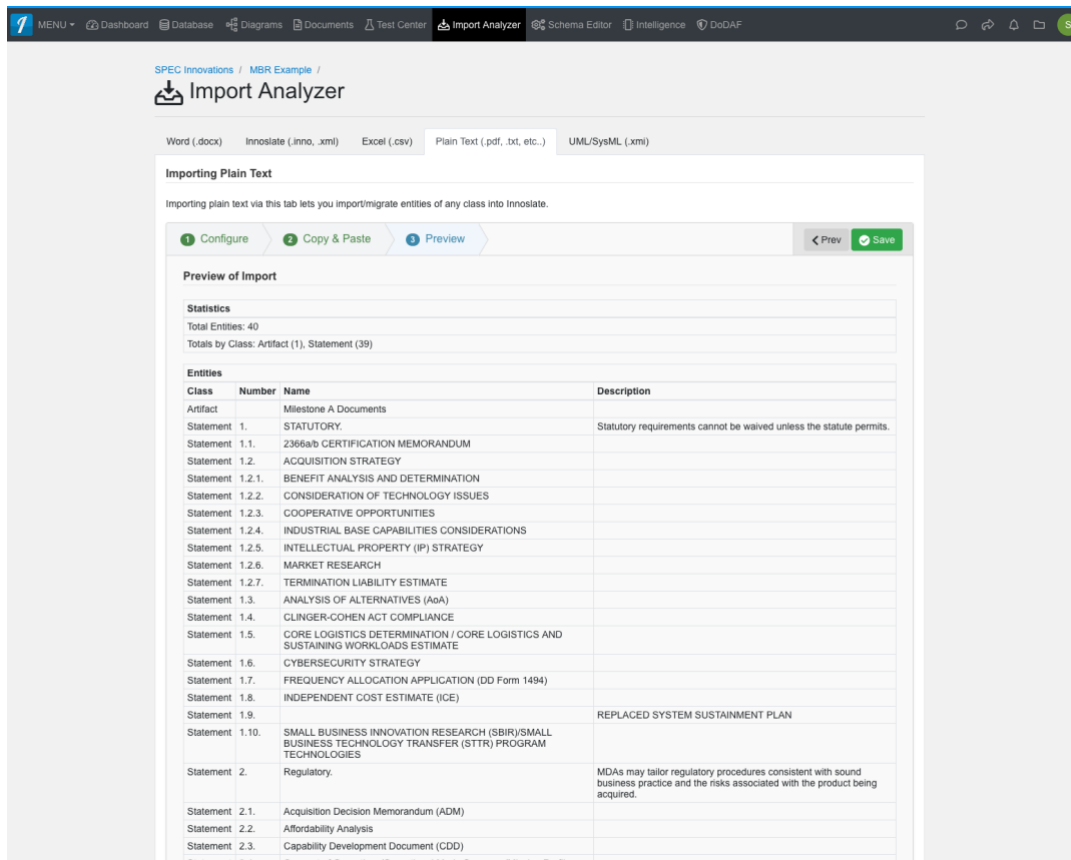 MENU Dashboard Database Diagrams Documents Test Center Import Analyzer Schema Editor Intelligence DoDAF S
SPEC Innovations / MBR Example /
Import Analyzer
Word (.docx) Innoslate (.inno, .xml) Excel (.csv) Plain Text (.pdf, .txt, etc..) UML/SysML (.xmi)
Importing Plain Text
Importing plain text via this tab lets you import/migrate entities of any class into Innoslate.
1 Configure 2 Copy & Paste 3 Preview Prev Save
Preview of Import
Statistics
Total Entities: 40
Totals by Class: Artifact (1), Statement (39)
Entities
Class Number Name Description
Artifact Milestone A Documents
Statement 1. STATUTORY. Statutory requirements cannot be waived unless the statute permits.
Statement 1.1. 2366a/b CERTIFICATION MEMORANDUM
Statement 1.2. ACQUISITION STRATEGY
Statement 1.2.1. BENEFIT ANALYSIS AND DETERMINATION
Statement 1.2.2. CONSIDERATION OF TECHNOLOGY ISSUES
Statement 1.2.3. COOPERATIVE OPPORTUNITIES
Statement 1.2.4. INDUSTRIAL BASE CAPABILITIES CONSIDERATIONS
Statement 1.2.5. INTELLECTUAL PROPERTY (IP) STRATEGY
Statement 1.2.6. MARKET RESEARCH
Statement 1.2.7. TERMINATION LIABILITY ESTIMATE
Statement 1.3. ANALYSIS OF ALTERNATIVES (AoA)
Statement 1.4. CLINGER-COHEN ACT COMPLIANCE
Statement 1.5. CORE LOGISTICS DETERMINATION / CORE LOGISTICS AND
SUSTAINING WORKLOADS ESTIMATE
Statement 1.6. CYBERSECURITY STRATEGY
Statement 1.7. FREQUENCY ALLOCATION APPLICATION (DD Form 1494)
Statement 1.8. INDEPENDENT COST ESTIMATE (ICE)
Statement 1.9. REPLACED SYSTEM SUSTAINMENT PLAN
Statement 1.10. SMALL BUSINESS INNOVATION RESEARCH (SBIR)/SMALL
BUSINESS TECHNOLOGY TRANSFER (STTR) PROGRAM
TECHNOLOGIES
Statement 2. Regulatory. MDAs may tailor regulatory procedures consistent with sound
business practice and the risks associated with the product being
acquired.
Statement 2.1. Acquisition Decision Memorandum (ADM)
Statement 2.2. Affordability Analysis
Statement 2.3. Capability Development Document (CDD)